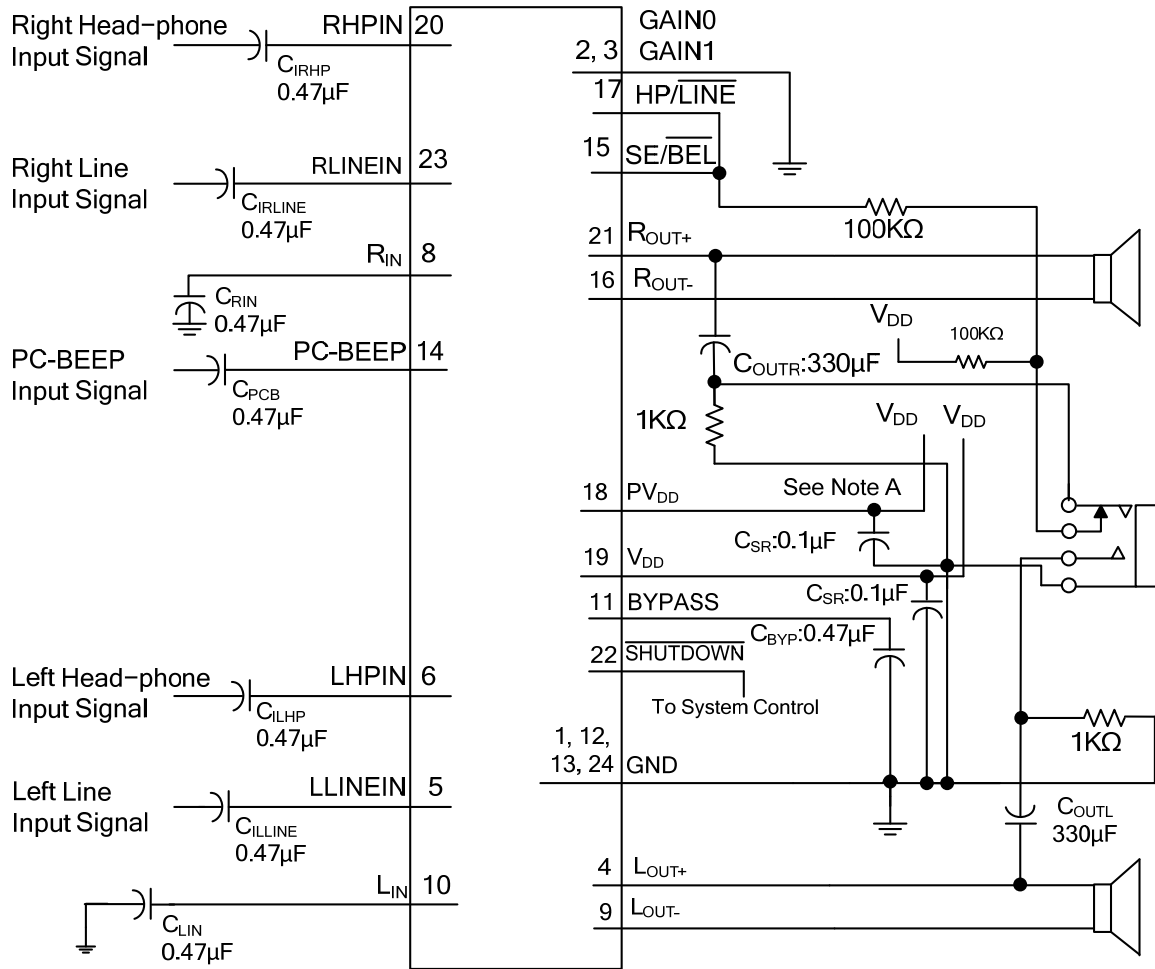 Right Head-phone
Input Signal
RHPIN 20
CIRHP
0.47µF
Right Line
Input Signal
RLINEIN 23
CIRLINE
0.47µF
RIN 8
CRIN
0.47µF
PC-BEEP
Input Signal
PC-BEEP 14
CPCB
0.47µF
Left Head-phone
Input Signal
LHPIN 6
CILHP
0.47µF
Left Line
Input Signal
LLINEIN 5
CILLINE
0.47µF
LIN 10
CLIN
0.47µF
GAIN0
2, 3 GAIN1
17 HP/LINE
15 SE/BEL
100KΩ
21 ROUT+
16 ROUT-
VDD
100KΩ
COUTR:330µF
1KΩ
VDD
VDD
18 PVDD
See Note A
CSR:0.1µF
19 VDD
CSR:0.1µF
11 BYPASS
CBYP:0.47µF
22 SHUTDOWN
To System Control
1, 12,
13, 24 GND
1KΩ
COUTL
330µF
4 LOUT+
9 LOUT-